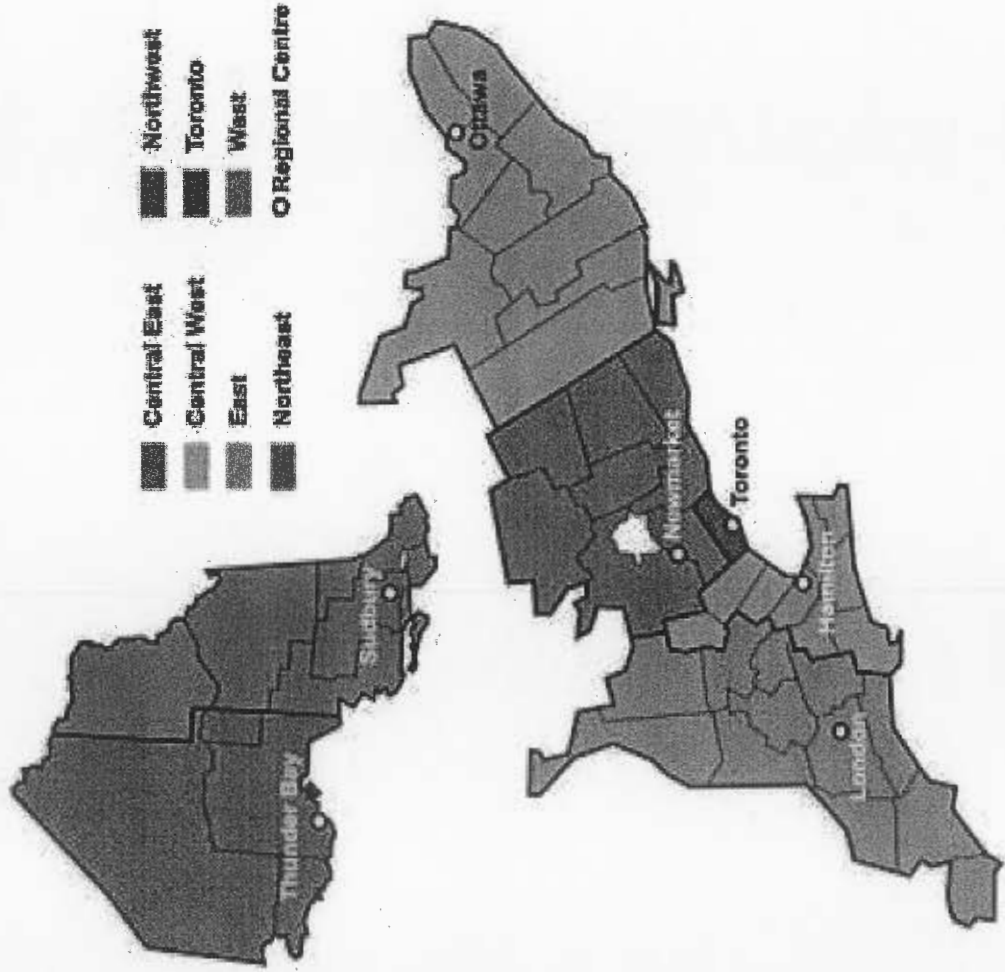 Central East
Central West
East
Northeast
Northwest
Toronto
West
Regional Centre
Thunder Bay
Sudbury
Ottawa
Newmarket
Toronto
Hamilton
London